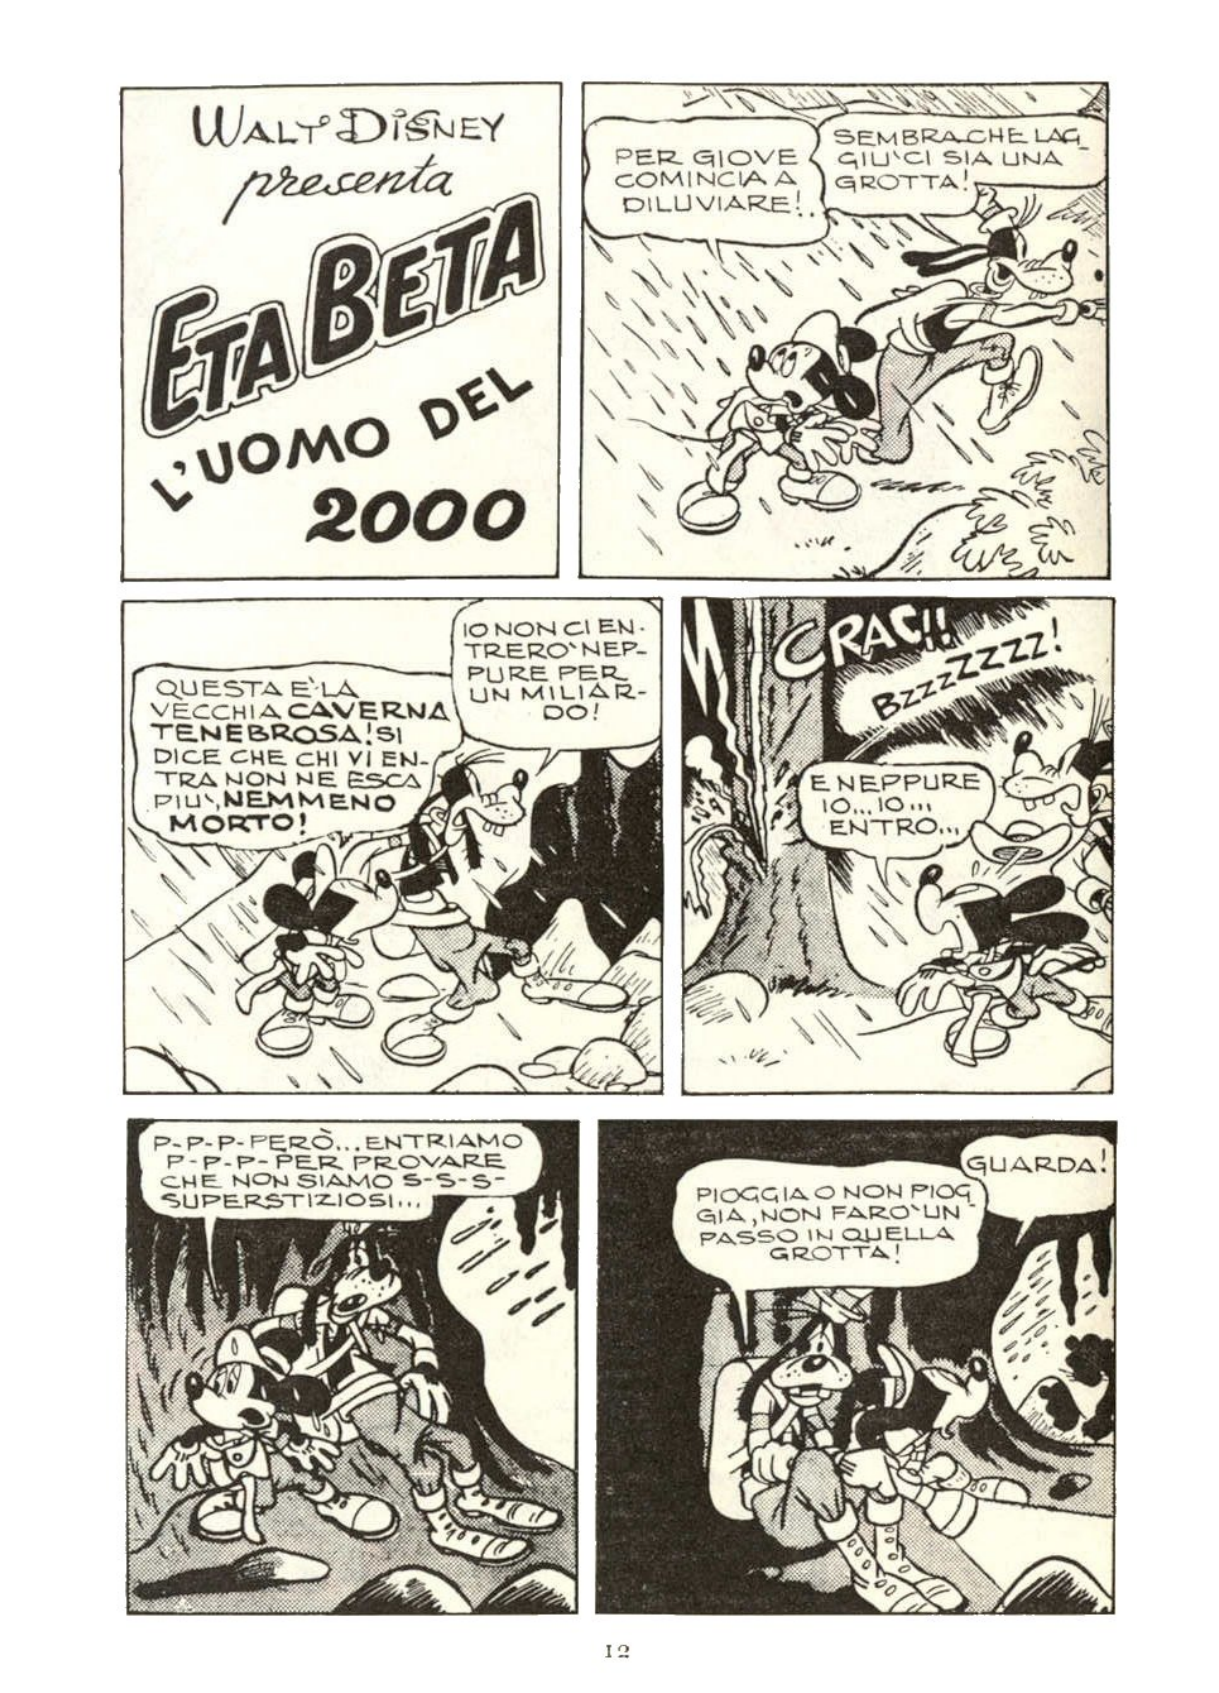 WALT DISNEY
presenta
ETA BETA
L'UOMO DEL
2000
PER GIOVE
COMINCIA A
DILUVIARE!..
SEMBRA CHE LAG_
GIU' CI SIA UNA
GROTTA!
QUESTA E' LA
VECCHIA CAVERNA
TENEBROSA! SI
DICE CHE CHI VI EN-
TRA NON NE ESCA
PIU', NEMMENO
MORTO!
IO NON CI EN-
TRERO' NEP-
PURE PER
UN MILIAR-
DO!
CRAC!!
BZZZZZZZZ!
E NEPPURE
IO... IO...
ENTRO...
P-P-P-PERÒ... ENTRIAMO
P-P-P-PER PROVARE
CHE NON SIAMO S-S-S-
SUPERSTIZIOSI...
PIOGGIA O NON PIOG
GIA, NON FARO' UN
PASSO IN QUELLA
GROTTA!
GUARDA!
12